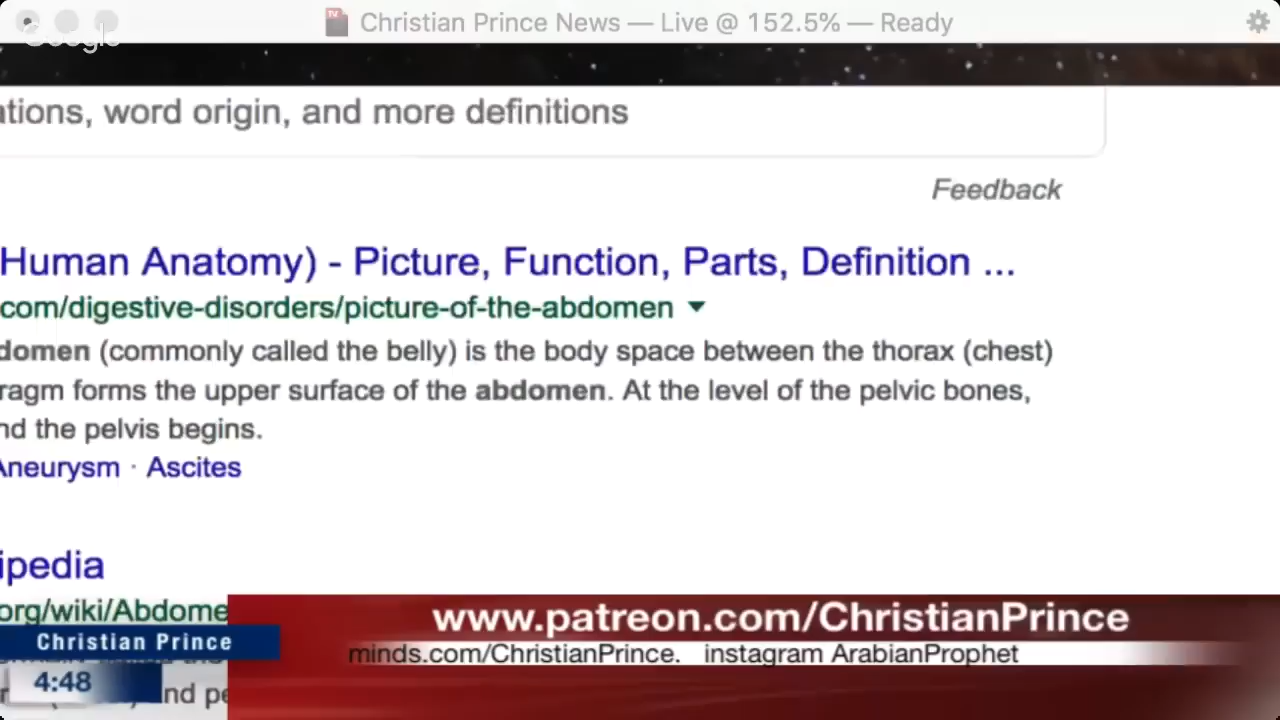 Christian Prince News — Live @ 152.5% — Ready
Google
ations, word origin, and more definitions
Feedback
Human Anatomy) - Picture, Function, Parts, Definition ...
com/digestive-disorders/picture-of-the-abdomen
domen (commonly called the belly) is the body space between the thorax (chest)
ragm forms the upper surface of the abdomen. At the level of the pelvic bones,
nd the pelvis begins.
Aneurysm · Ascites
ipedia
org/wiki/Abdome
www.patreon.com/ChristianPrince
Christian Prince
minds.com/ChristianPrince. instagram ArabianProphet
4:48
nd pe